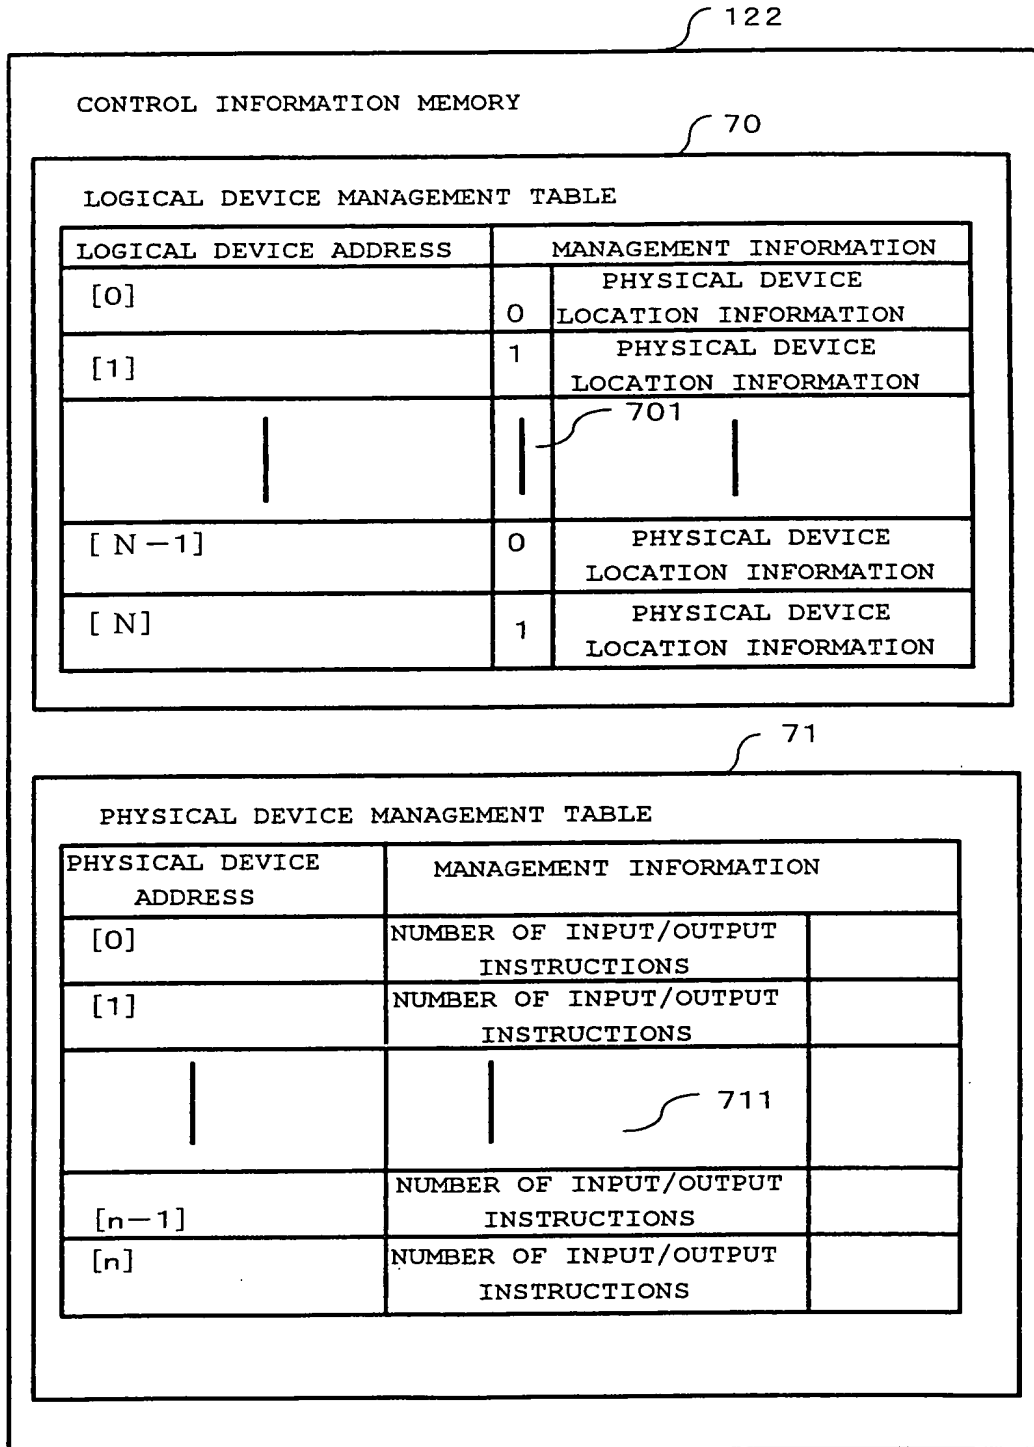 122
CONTROL INFORMATION MEMORY
70
LOGICAL DEVICE MANAGEMENT TABLE
LOGICAL DEVICE ADDRESS MANAGEMENT INFORMATION
[0] 0 PHYSICAL DEVICE
LOCATION INFORMATION
[1] 1 PHYSICAL DEVICE
LOCATION INFORMATION
701
[N-1] 0 PHYSICAL DEVICE
LOCATION INFORMATION
[N] 1 PHYSICAL DEVICE
LOCATION INFORMATION
71
PHYSICAL DEVICE MANAGEMENT TABLE
PHYSICAL DEVICE
ADDRESS
MANAGEMENT INFORMATION
[0] NUMBER OF INPUT/OUTPUT
INSTRUCTIONS
[1] NUMBER OF INPUT/OUTPUT
INSTRUCTIONS
711
[n-1] NUMBER OF INPUT/OUTPUT
INSTRUCTIONS
[n] NUMBER OF INPUT/OUTPUT
INSTRUCTIONS